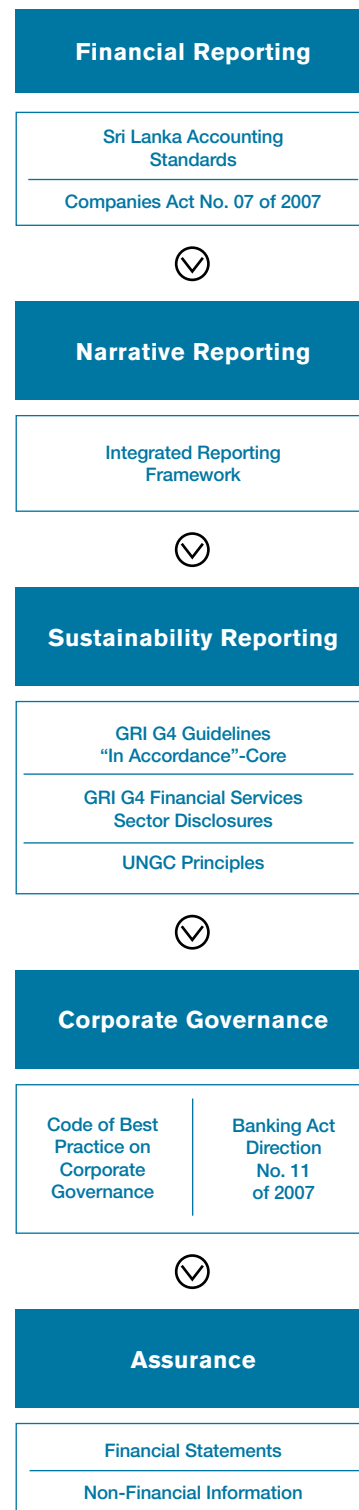 Financial Reporting
Sri Lanka Accounting
Standards
Companies Act No. 07 of 2007
Narrative Reporting
Integrated Reporting
Framework
Sustainability Reporting
GRI G4 Guidelines
“In Accordance”-Core
GRI G4 Financial Services
Sector Disclosures
UNGC Principles
Corporate Governance
Code of Best
Practice on
Corporate
Governance
Banking Act
Direction
No. 11
of 2007
Assurance
Financial Statements
Non-Financial Information